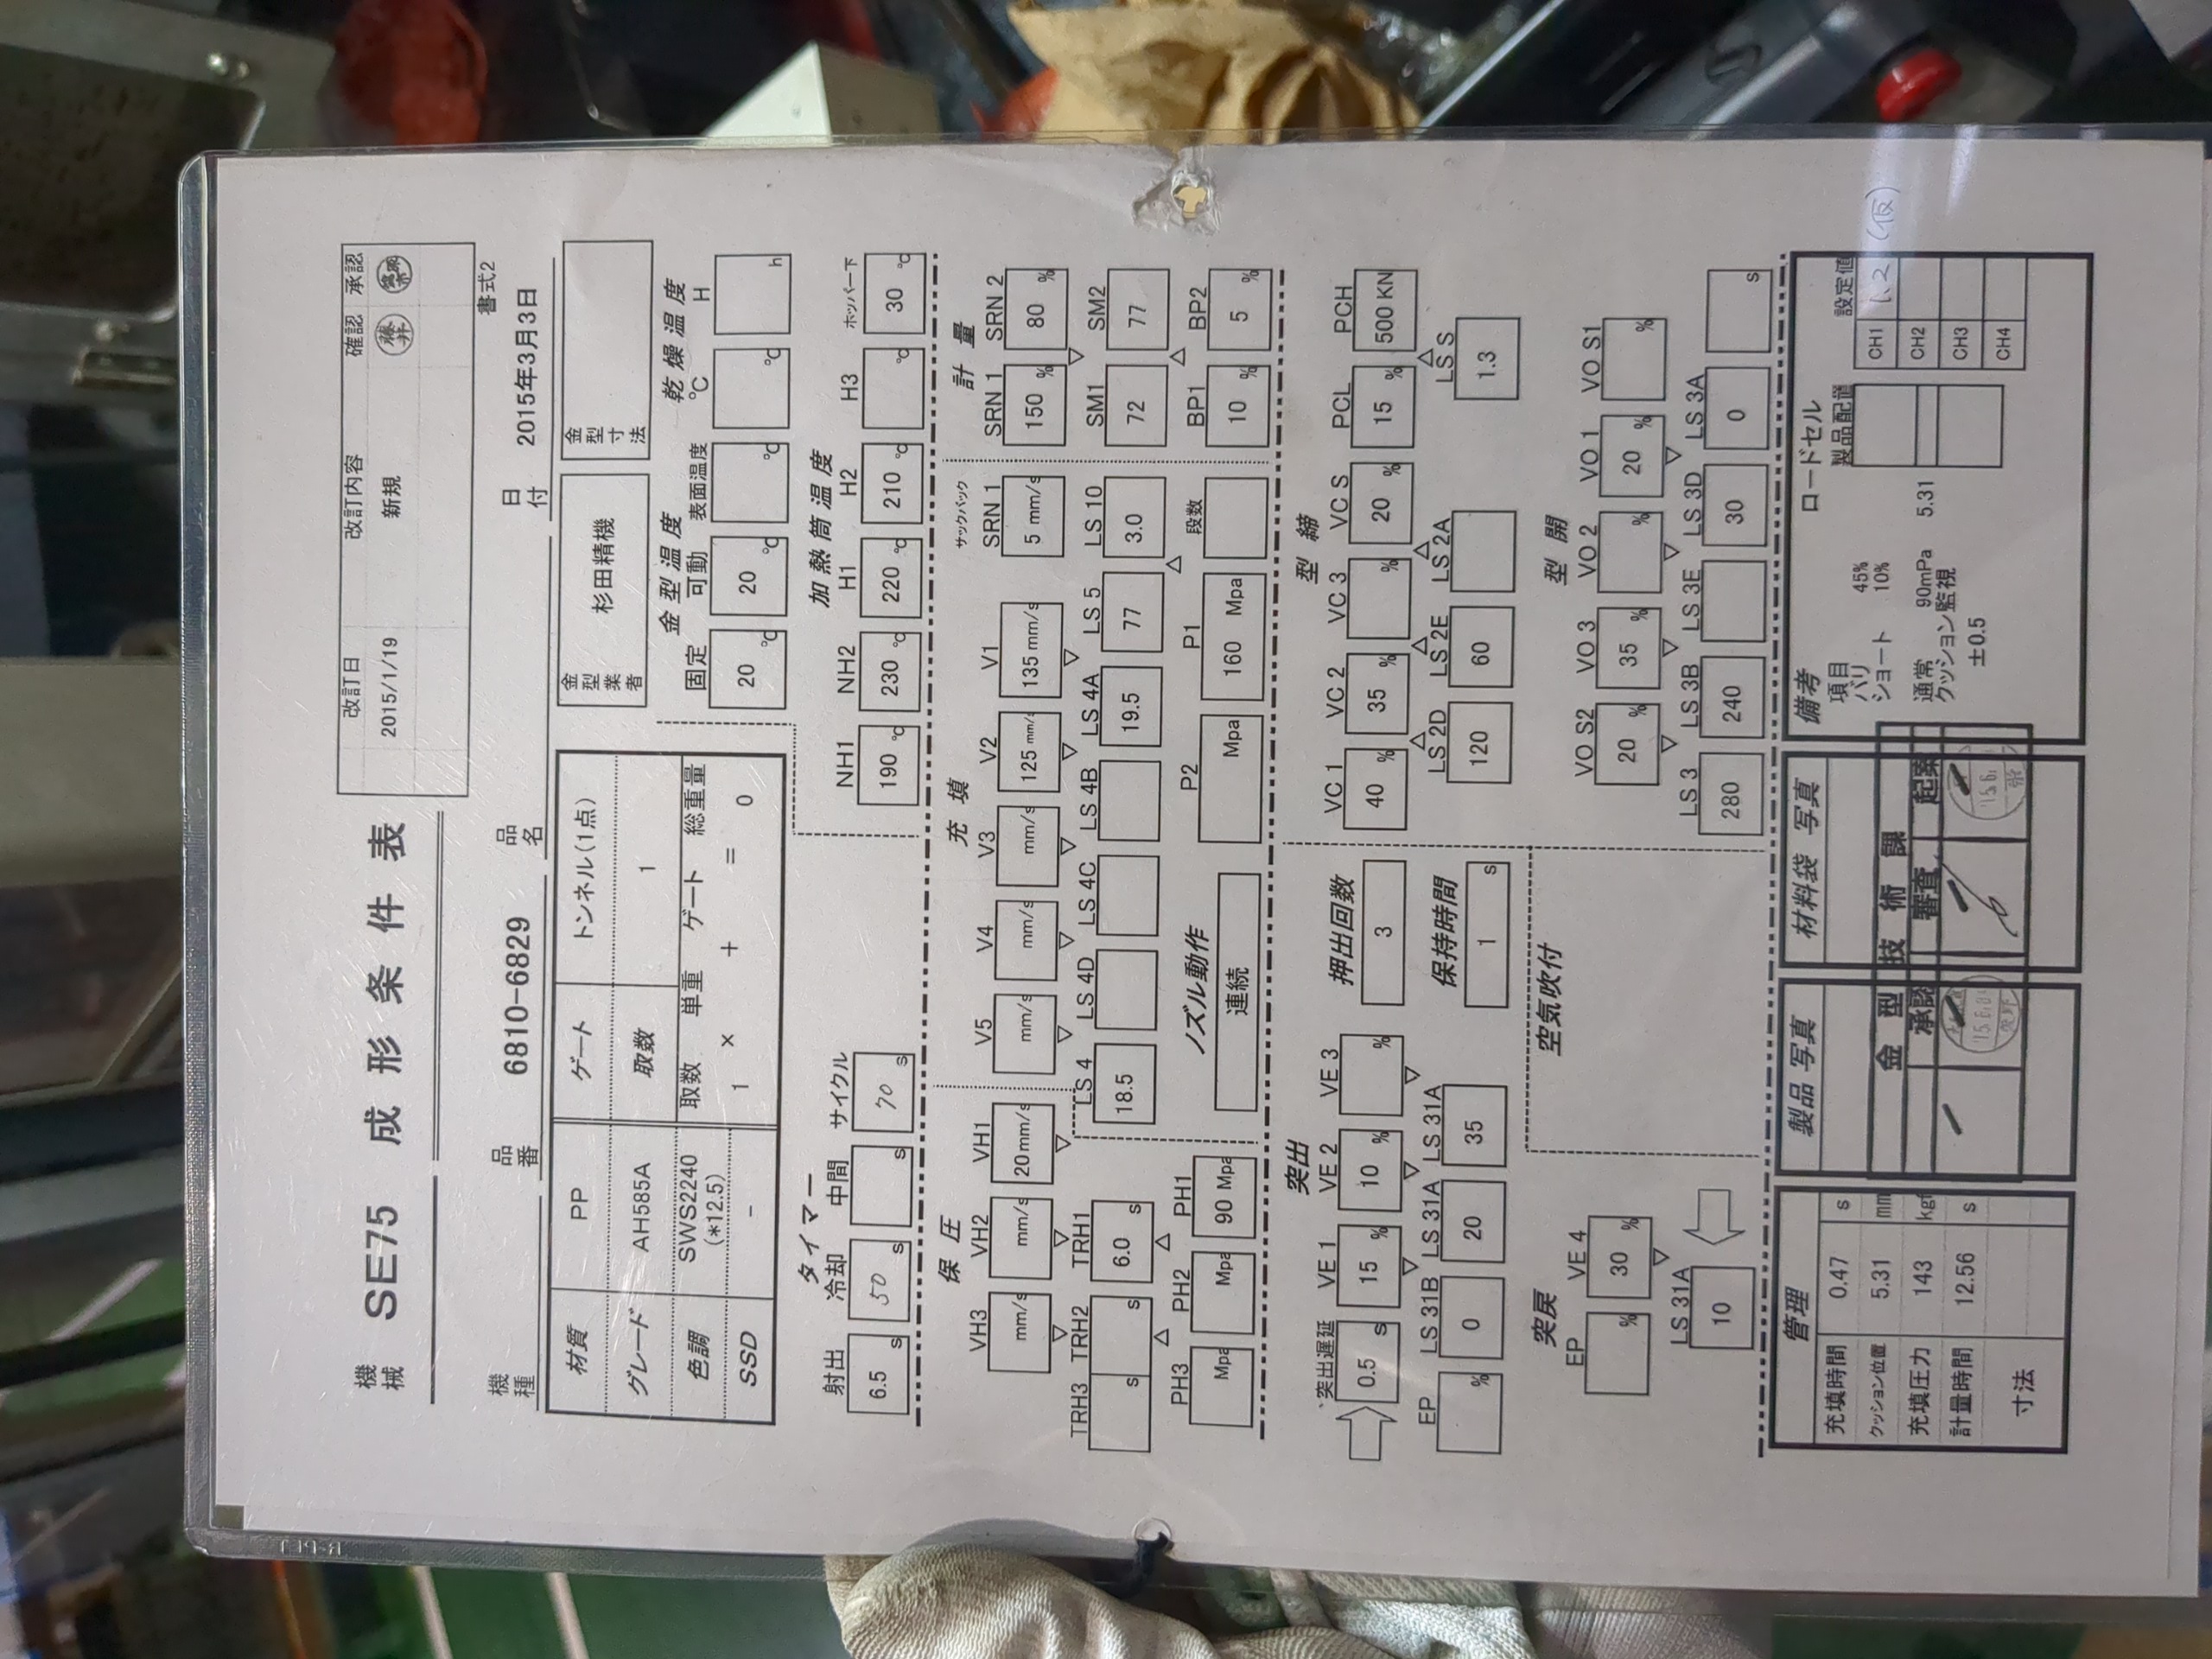 機械 SE75 成形条件表
改訂日 改訂内容 確認 承認
2015/1/19 新規 藤井
書式2
機種 品番 6810-6829 品名 日付 2015年3月3日
材質 PP ゲート トンネル(1点)
グレード AH585A 取数 1
色調 SWS2240 (*12.5) 取数 単重 ゲート 総重量
SSD - 1 × + = 0
金型業者 杉田精機 金型寸法
金型温度 乾燥温度
固定 可動 表面温度 ℃ H
20 ℃ 20 ℃ ℃ ℃ h
タイマー
射出 冷却 中間 サイクル
6.5 s 50 s s 70 s
加熱筒温度
NH1 NH2 H1 H2 H3 ホッパー下
190 ℃ 230 ℃ 220 ℃ 210 ℃ ℃ 30 ℃
保圧 充填 サックバック 計量
VH3 VH2 VH1 V5 V4 V3 V2 V1 SRN 1 SRN 1 SRN 2
mm/s mm/s 20 mm/s mm/s mm/s mm/s 125 mm/s 135 mm/s 5 mm/s 150 % 80 %
▽ ▽ ▽ ▽ ▽ ▽ ▽ ▽ ▽
TRH3 TRH2 TRH1 LS 4 LS 4D LS 4C LS 4B LS 4A LS 5 LS 10 SM1 SM2
s s 6.0 s 18.5 19.5 77 3.0 72 77
△ △ △ △
PH3 PH2 PH1 ノズル動作 P2 P1 段数 BP1 BP2
Mpa Mpa 90 Mpa 連続 Mpa 160 Mpa 10 % 5 %
突出 型締
突出遅延 VE 1 VE 2 VE 3 押出回数 VC 1 VC 2 VC 3 VC S PCL PCH
0.5 s 15 % 10 % % 3 40 % 35 % % 20 % 15 % 500 KN
▽ ▽ ▽ △ △ △ △
EP LS 31B LS 31A LS 31A 保持時間 LS 2D LS 2E LS 2A LS S
% 0 20 35 1 s 120 60 1.3
突戻 空気吹付 型開
EP VE 4 VO S2 VO 3 VO 2 VO 1 VO S1
% 30 % 20 % 35 % % 20 % %
▽ ▽ ▽ ▽ ▽
LS 31A LS 3 LS 3B LS 3E LS 3D LS 3A
10 280 240 30 0 s
管理
充填時間 0.47 s
クッション位置 5.31 mm
充填圧力 143 kgf
計量時間 12.56 s
寸法
製品 写真 材料袋 写真
金型技術課
承認 審査 起案
備考 ロードセル
項目 製品配置 設定値
バリ 45%
ショート 10%
通常 90mPa 5.31
クッション監視
±0.5
CH1 1.2 (仮)
CH2
CH3
CH4